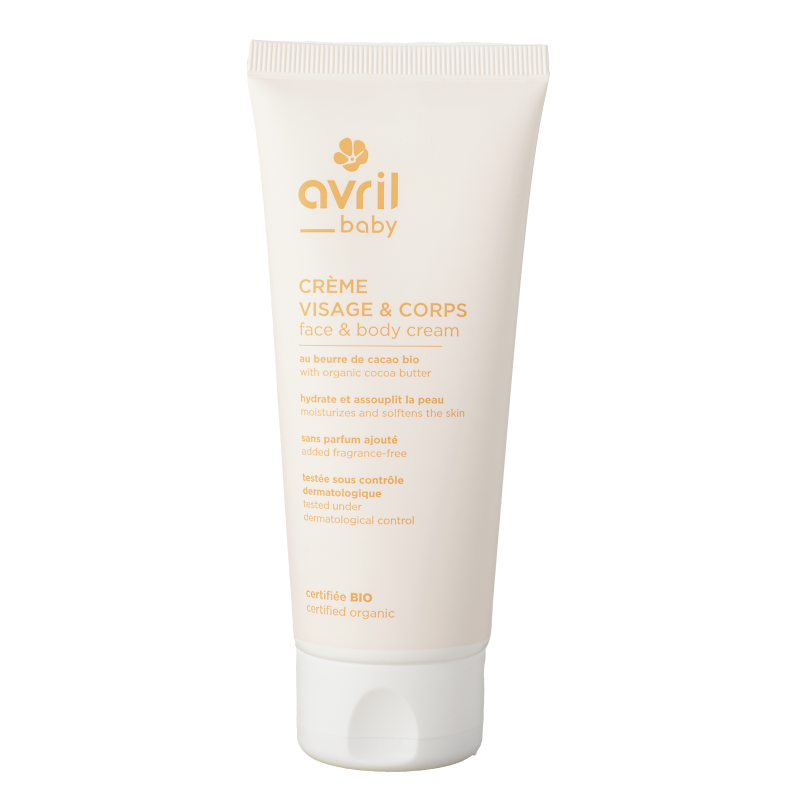 avril
baby
CRÈME
VISAGE & CORPS
face & body cream
au beurre de cacao bio
with organic cocoa butter
hydrate et assouplit la peau
moisturizes and solftens the skin
sans parfum ajouté
added fragrance-free
testée sous contrôle
dermatologique
tested under
dermatological control
certifiée BIO
certified organic